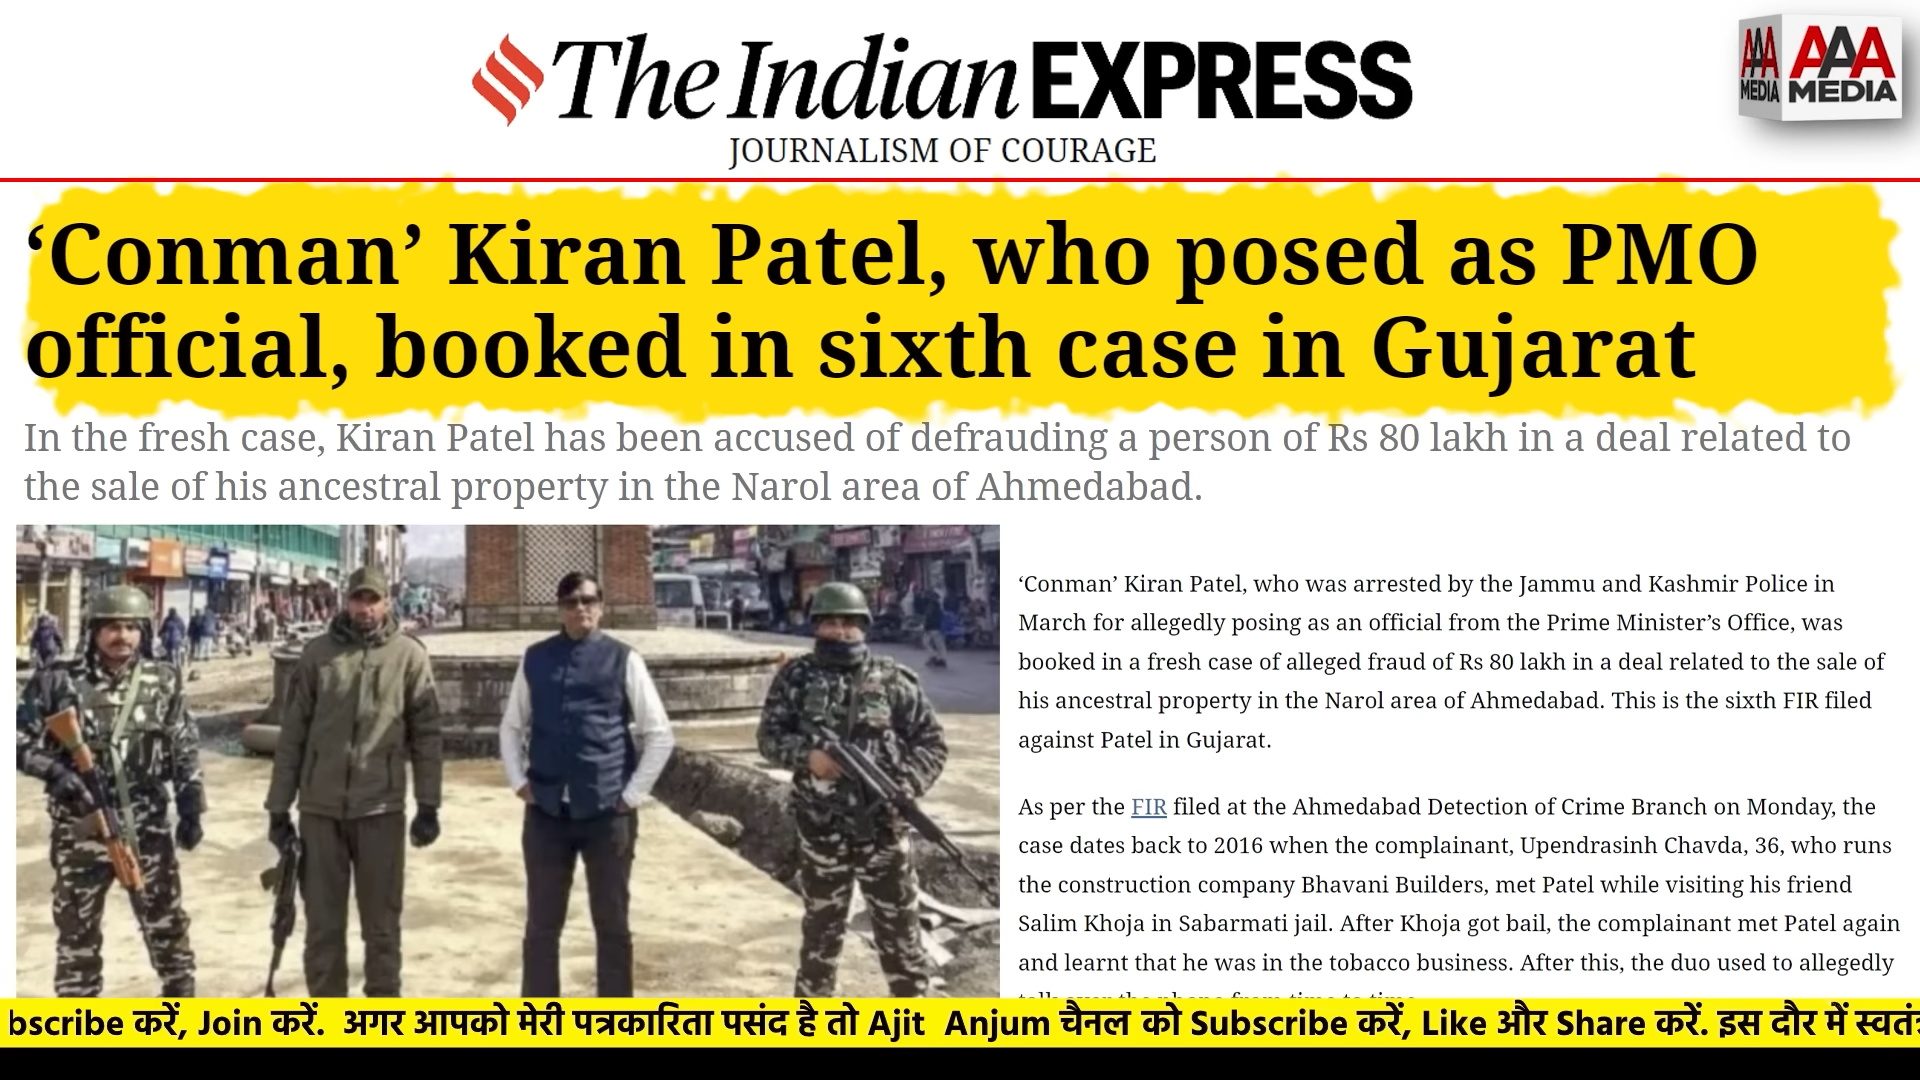 The Indian EXPRESS
JOURNALISM OF COURAGE
AAA MEDIA
AAA MEDIA
‘Conman’ Kiran Patel, who posed as PMO
official, booked in sixth case in Gujarat
In the fresh case, Kiran Patel has been accused of defrauding a person of Rs 80 lakh in a deal related to
the sale of his ancestral property in the Narol area of Ahmedabad.
‘Conman’ Kiran Patel, who was arrested by the Jammu and Kashmir Police in
March for allegedly posing as an official from the Prime Minister’s Office, was
booked in a fresh case of alleged fraud of Rs 80 lakh in a deal related to the sale of
his ancestral property in the Narol area of Ahmedabad. This is the sixth FIR filed
against Patel in Gujarat.
As per the FIR filed at the Ahmedabad Detection of Crime Branch on Monday, the
case dates back to 2016 when the complainant, Upendrasinh Chavda, 36, who runs
the construction company Bhavani Builders, met Patel while visiting his friend
Salim Khoja in Sabarmati jail. After Khoja got bail, the complainant met Patel again
and learnt that he was in the tobacco business. After this, the duo used to allegedly
bscribe करें, Join करें. अगर आपको मेरी पत्रकारिता पसंद है तो Ajit Anjum चैनल को Subscribe करें, Like और Share करें. इस दौर में